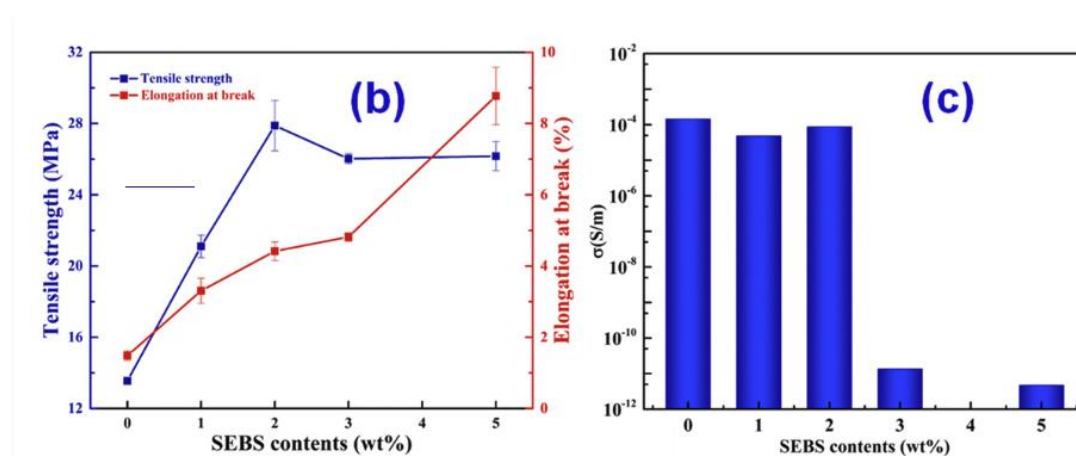 (b)
Tensile strength
Elongation at break
Tensile strength (MPa)
32
28
24
20
16
12
Elongation at break (%)
10
8
6
4
2
0
0 1 2 3 4 5
SEBS contents (wt%)
(c)
σ(S/m)
10⁻²
10⁻⁴
10⁻⁶
10⁻⁸
10⁻¹⁰
10⁻¹²
0 1 2 3 4 5
SEBS contents (wt%)